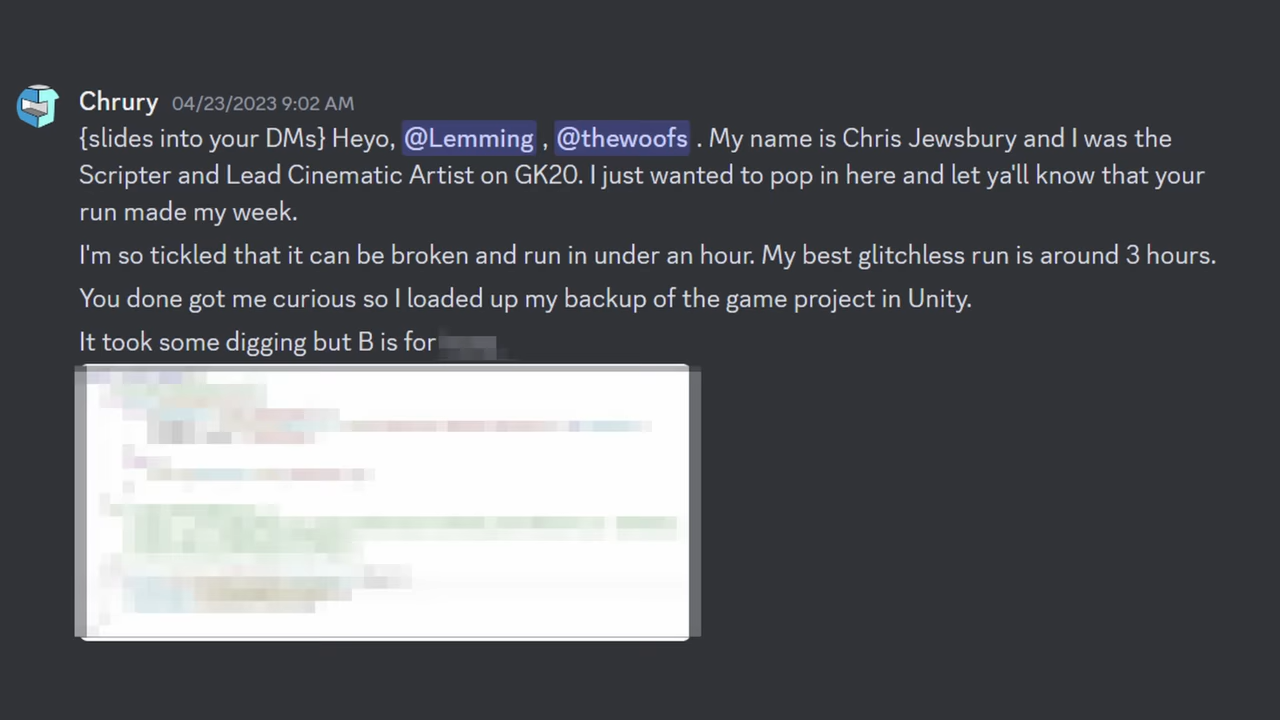 Chrury 04/23/2023 9:02 AM
{slides into your DMs} Heyo, @Lemming , @thewoofs . My name is Chris Jewsbury and I was the
Scripter and Lead Cinematic Artist on GK20. I just wanted to pop in here and let ya'll know that your
run made my week.
I'm so tickled that it can be broken and run in under an hour. My best glitchless run is around 3 hours.
You done got me curious so I loaded up my backup of the game project in Unity.
It took some digging but B is for